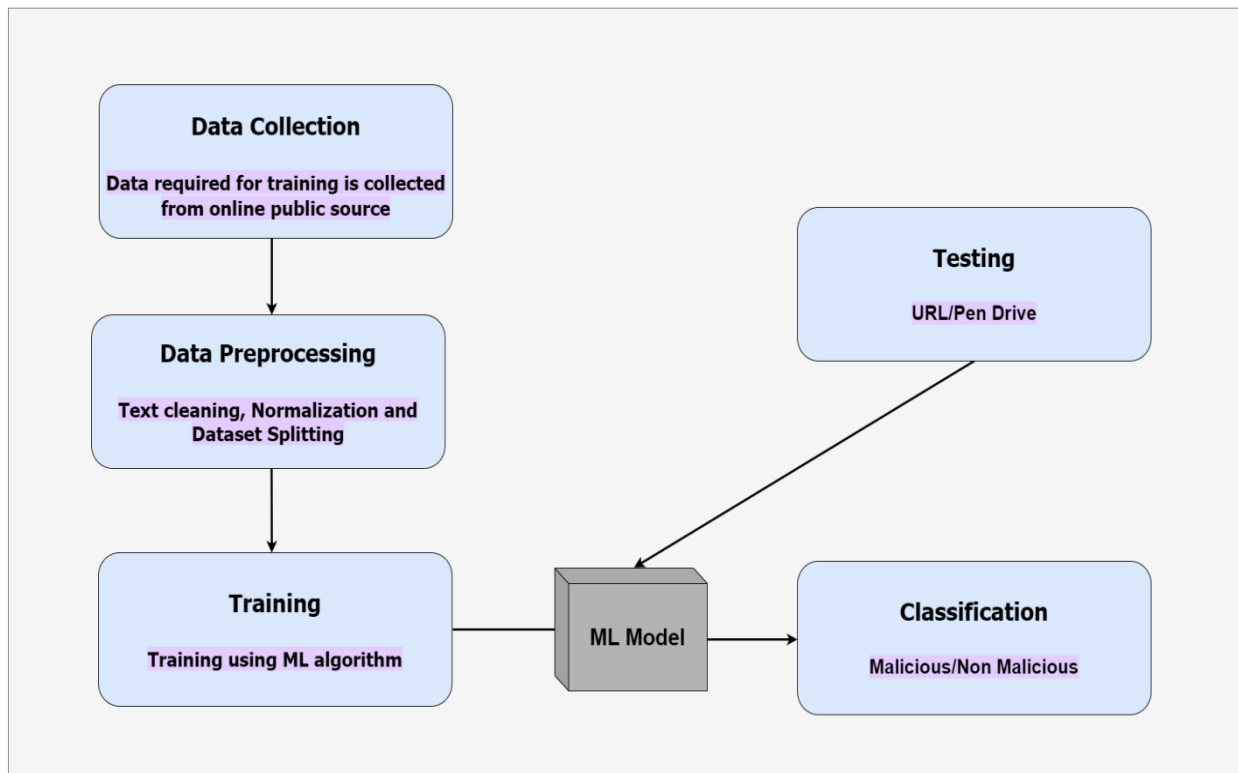 Data Collection
Data required for training is collected
from online public source
Data Preprocessing
Text cleaning, Normalization and
Dataset Splitting
Training
Training using ML algorithm
ML Model
Testing
URL/Pen Drive
Classification
Malicious/Non Malicious